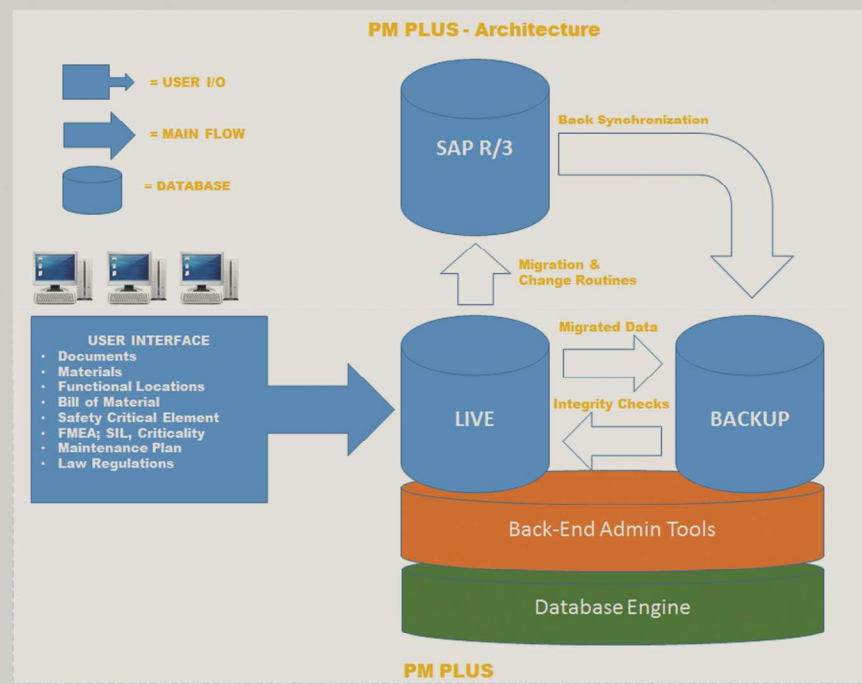 PM PLUS - Architecture
= USER I/O
= MAIN FLOW
= DATABASE
SAP R/3
Back Synchronization
Migration &
Change Routines
USER INTERFACE
• Documents
• Materials
• Functional Locations
• Bill of Material
• Safety Critical Element
• FMEA; SIL, Criticality
• Maintenance Plan
• Law Regulations
Migrated Data
Integrity Checks
LIVE
BACKUP
Back-End Admin Tools
Database Engine
PM PLUS